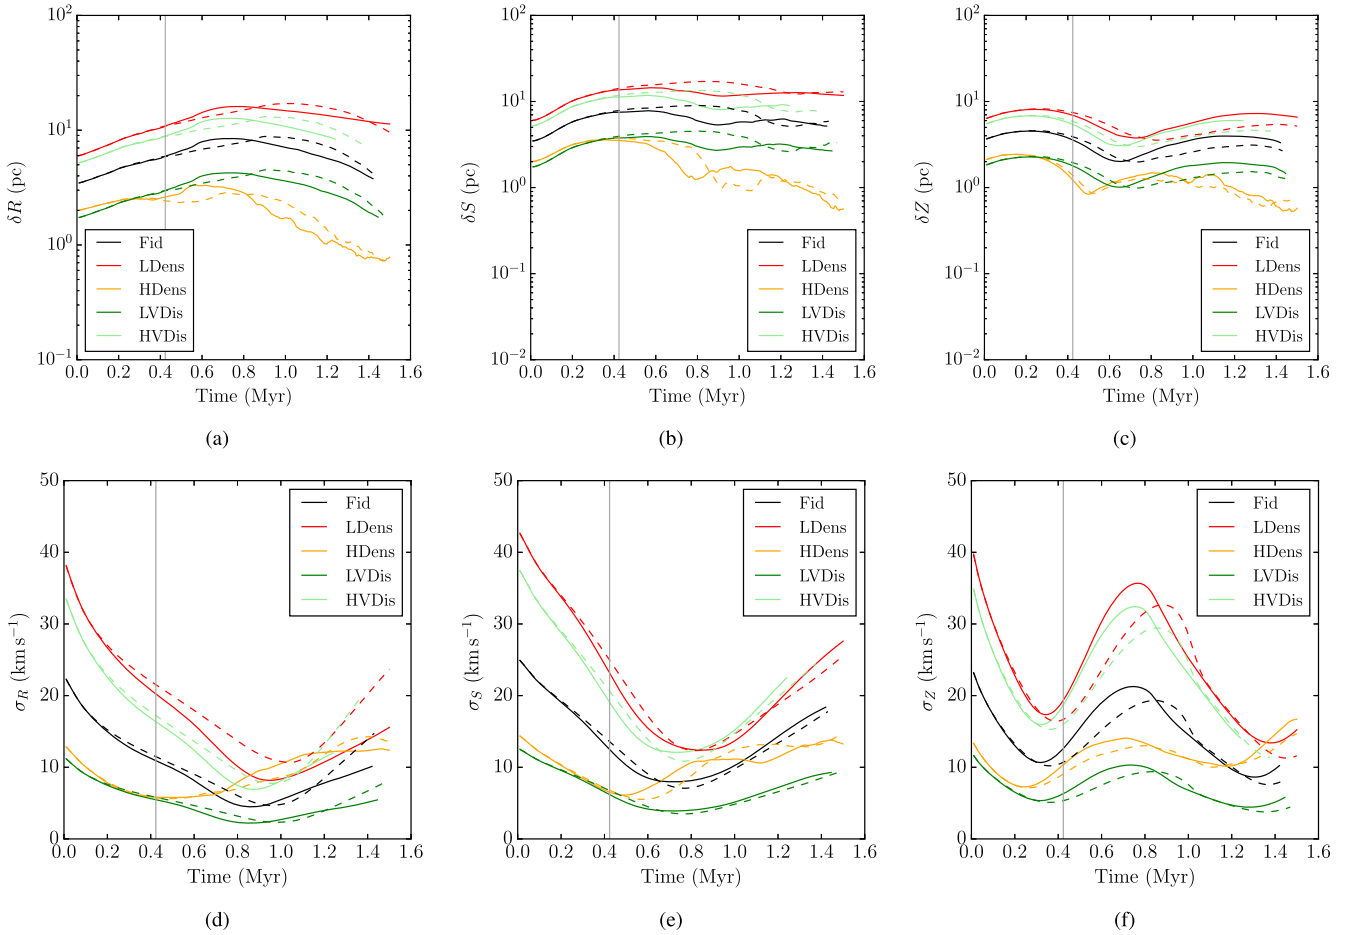 10² 10² 10²
10¹ 10¹ 10¹
10⁰ 10⁰ 10⁰
10⁻¹ 10⁻¹ 10⁻¹
10⁻² 10⁻²
δR (pc) δS (pc) δZ (pc)
Fid Fid Fid
LDens LDens LDens
HDens HDens HDens
LVDis LVDis LVDis
HVDis HVDis HVDis
0.0 0.2 0.4 0.6 0.8 1.0 1.2 1.4 1.6 0.0 0.2 0.4 0.6 0.8 1.0 1.2 1.4 1.6 0.0 0.2 0.4 0.6 0.8 1.0 1.2 1.4 1.6
Time (Myr) Time (Myr) Time (Myr)
(a) (b) (c)
50 50 50
40 40 40
30 30 30
20 20 20
10 10 10
0 0 0
σR (km s⁻¹) σS (km s⁻¹) σZ (km s⁻¹)
Fid Fid Fid
LDens LDens LDens
HDens HDens HDens
LVDis LVDis LVDis
HVDis HVDis HVDis
0.0 0.2 0.4 0.6 0.8 1.0 1.2 1.4 1.6 0.0 0.2 0.4 0.6 0.8 1.0 1.2 1.4 1.6 0.0 0.2 0.4 0.6 0.8 1.0 1.2 1.4 1.6
Time (Myr) Time (Myr) Time (Myr)
(d) (e) (f)